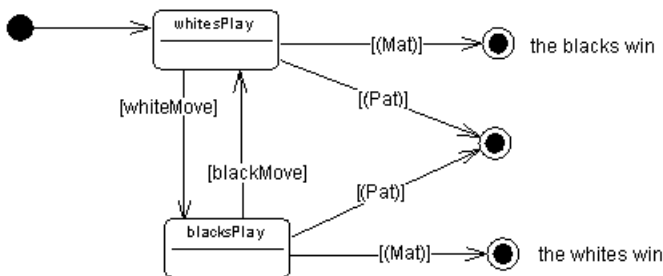 whitesPlay
[(Mat)]
the blacks win
[(Pat)]
[whiteMove]
[blackMove]
[(Pat)]
blacksPlay
[(Mat)]
the whites win